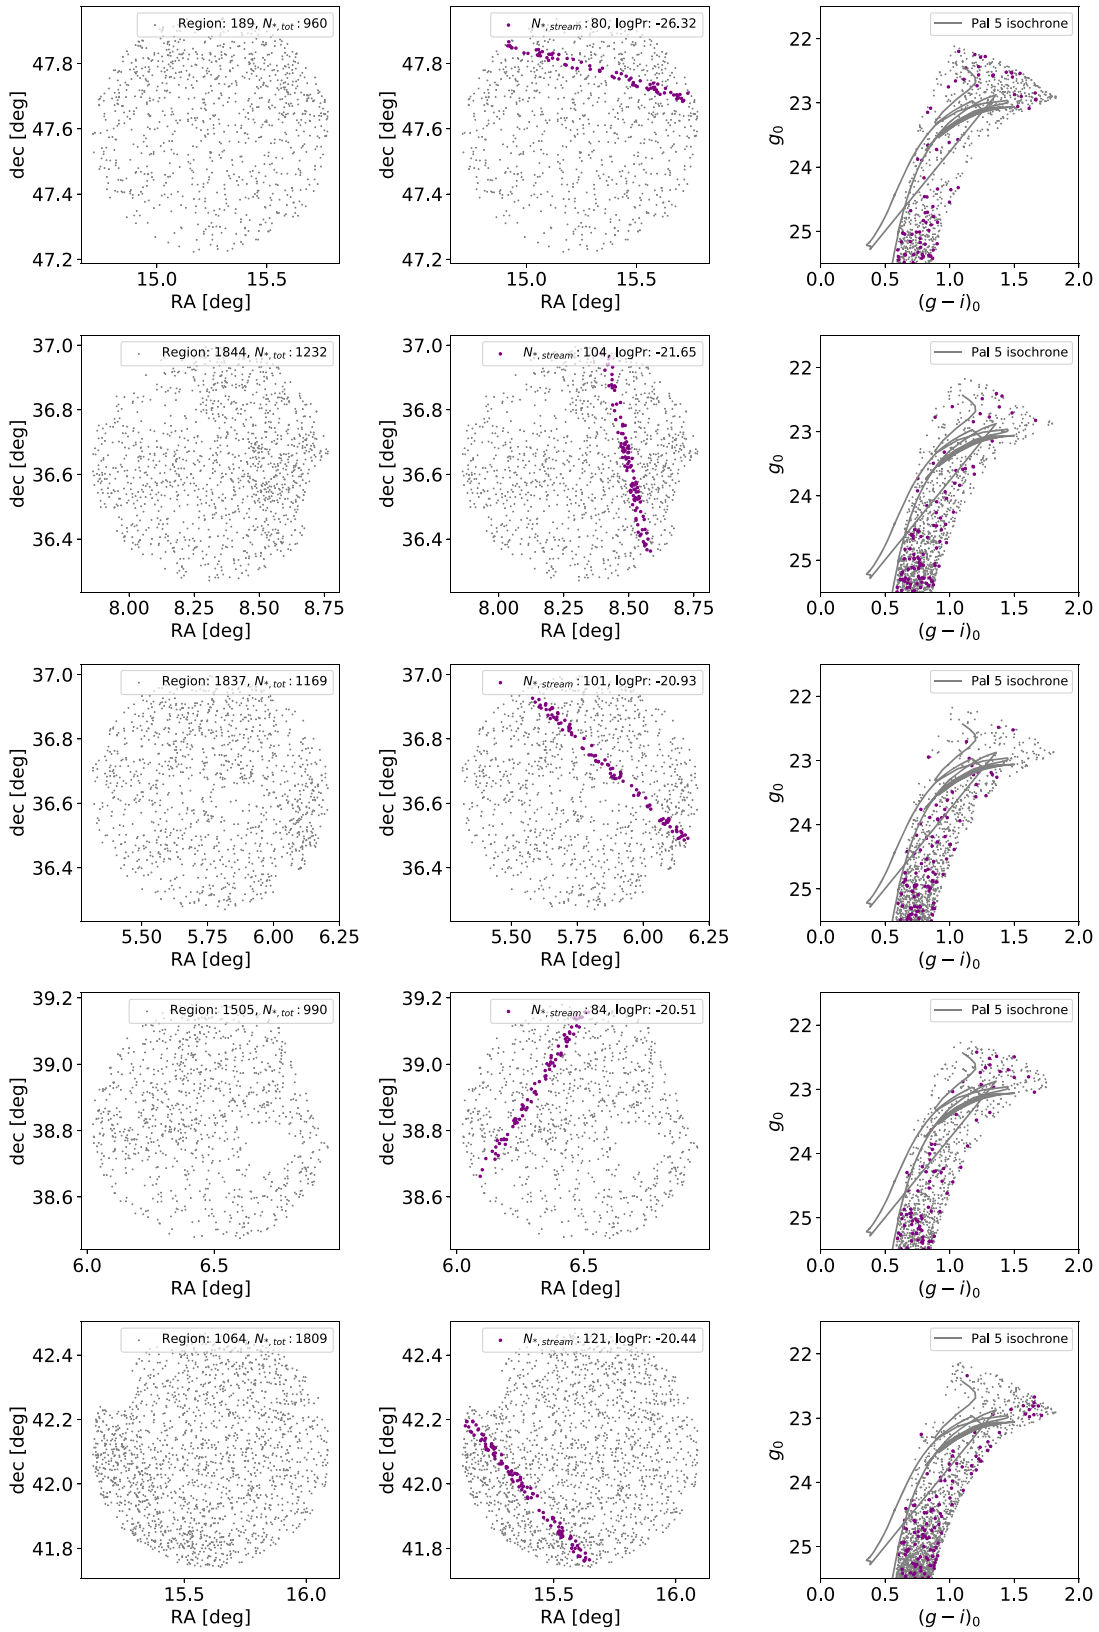 Region: 189, N*,tot : 960
47.8
47.6
47.4
47.2
dec [deg]
15.0 15.5
RA [deg]
N*,stream : 80, logPr: -26.32
47.8
47.6
47.4
47.2
dec [deg]
15.0 15.5
RA [deg]
Pal 5 isochrone
22
23
24
25
g0
0.0 0.5 1.0 1.5 2.0
(g − i)0
Region: 1844, N*,tot : 1232
37.0
36.8
36.6
36.4
dec [deg]
8.00 8.25 8.50 8.75
RA [deg]
N*,stream : 104, logPr: -21.65
37.0
36.8
36.6
36.4
dec [deg]
8.00 8.25 8.50 8.75
RA [deg]
Pal 5 isochrone
22
23
24
25
g0
0.0 0.5 1.0 1.5 2.0
(g − i)0
Region: 1837, N*,tot : 1169
37.0
36.8
36.6
36.4
dec [deg]
5.50 5.75 6.00 6.25
RA [deg]
N*,stream : 101, logPr: -20.93
37.0
36.8
36.6
36.4
dec [deg]
5.50 5.75 6.00 6.25
RA [deg]
Pal 5 isochrone
22
23
24
25
g0
0.0 0.5 1.0 1.5 2.0
(g − i)0
Region: 1505, N*,tot : 990
39.2
39.0
38.8
38.6
dec [deg]
6.0 6.5
RA [deg]
N*,stream : 84, logPr: -20.51
39.2
39.0
38.8
38.6
dec [deg]
6.0 6.5
RA [deg]
Pal 5 isochrone
22
23
24
25
g0
0.0 0.5 1.0 1.5 2.0
(g − i)0
Region: 1064, N*,tot : 1809
42.4
42.2
42.0
41.8
dec [deg]
15.5 16.0
RA [deg]
N*,stream : 121, logPr: -20.44
42.4
42.2
42.0
41.8
dec [deg]
15.5 16.0
RA [deg]
Pal 5 isochrone
22
23
24
25
g0
0.0 0.5 1.0 1.5 2.0
(g − i)0